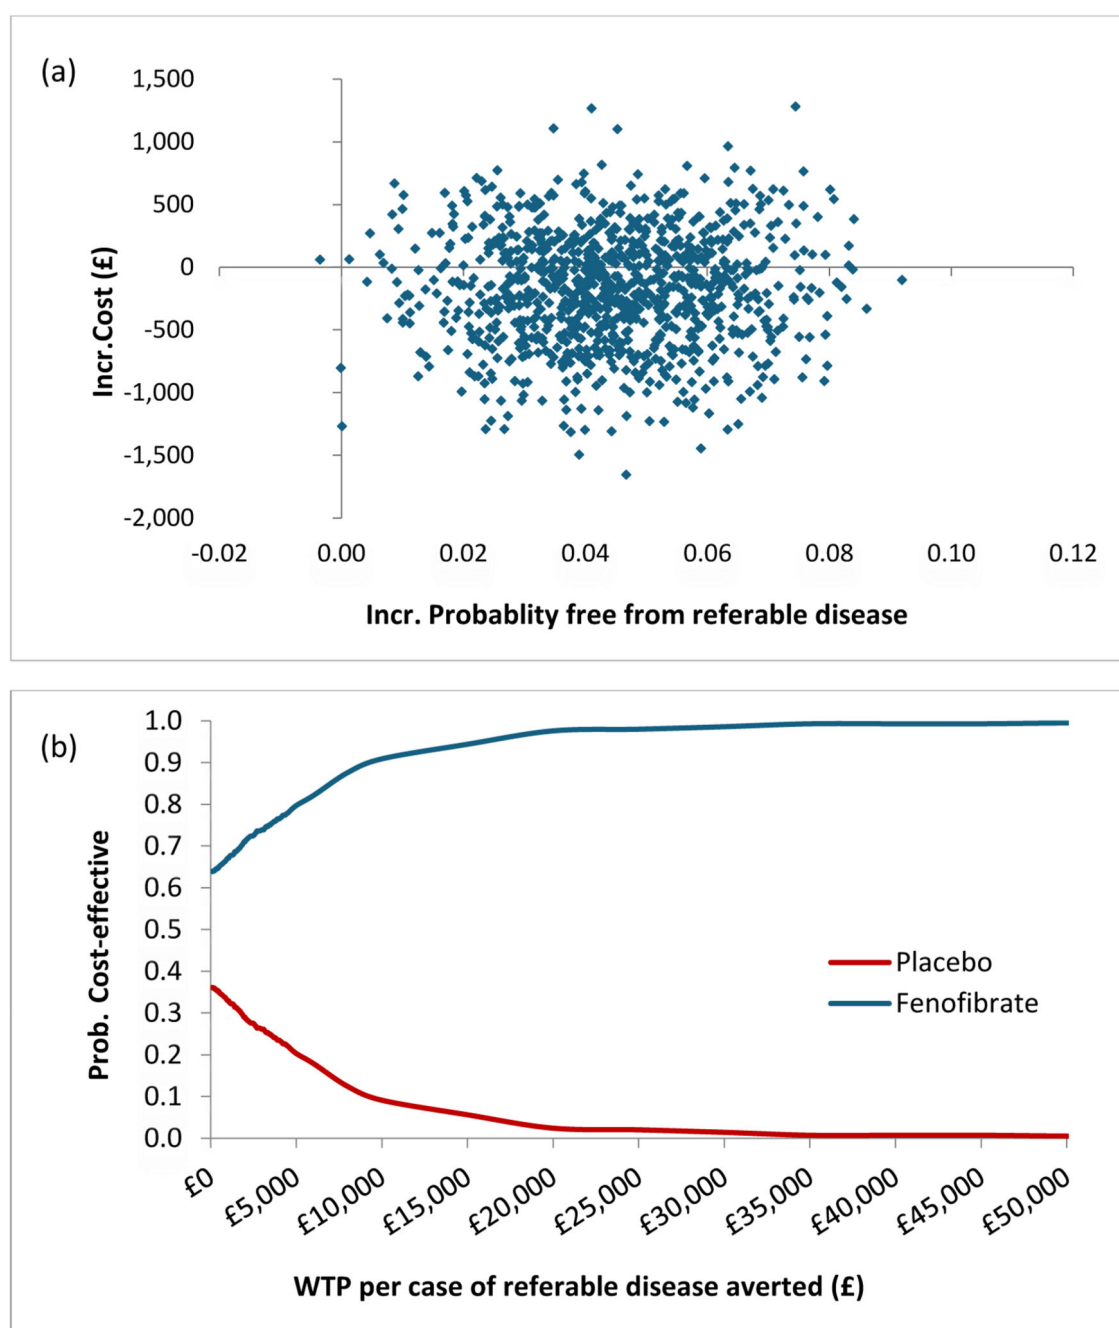 (a)
1,500
1,000
500
0
-500
-1,000
-1,500
-2,000
Incr.Cost (£)
-0.02 0.00 0.02 0.04 0.06 0.08 0.10 0.12
Incr. Probablity free from referable disease
(b)
1.0
0.9
0.8
0.7
0.6
0.5
0.4
0.3
0.2
0.1
0.0
Prob. Cost-effective
Placebo
Fenofibrate
£0 £5,000 £10,000 £15,000 £20,000 £25,000 £30,000 £35,000 £40,000 £45,000 £50,000
WTP per case of referable disease averted (£)